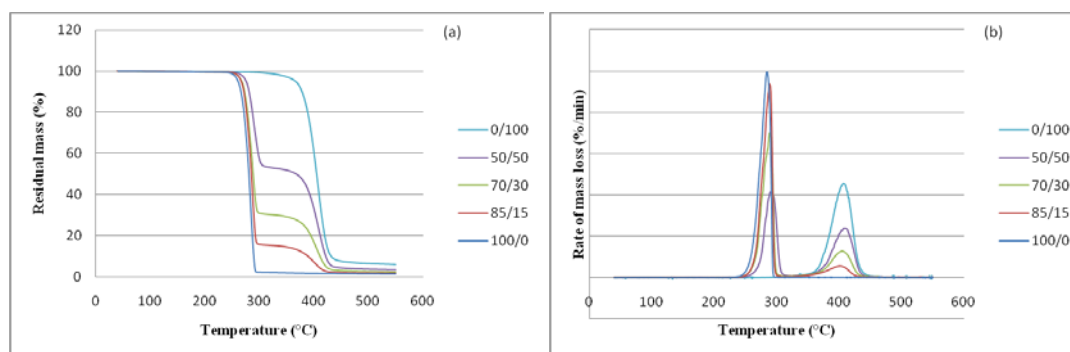 (a)
120
100
80
60
40
20
0
0 100 200 300 400 500 600
Residual mass (%)
Temperature (°C)
0/100
50/50
70/30
85/15
100/0
(b)
Rate of mass loss (%/min)
0 100 200 300 400 500 600
Temperature (°C)
0/100
50/50
70/30
85/15
100/0